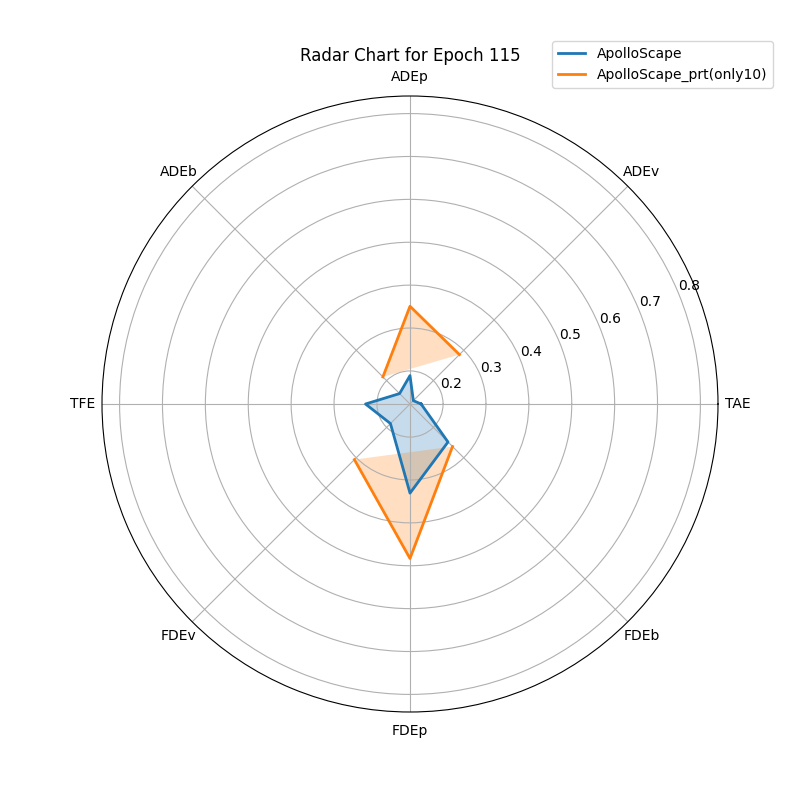 Radar Chart for Epoch 115
ApolloScape
ApolloScape_prt(only10)
ADEp
ADEb
ADEv
0.8
0.7
0.6
0.5
0.4
0.3
0.2
TFE
TAE
FDEv
FDEb
FDEp